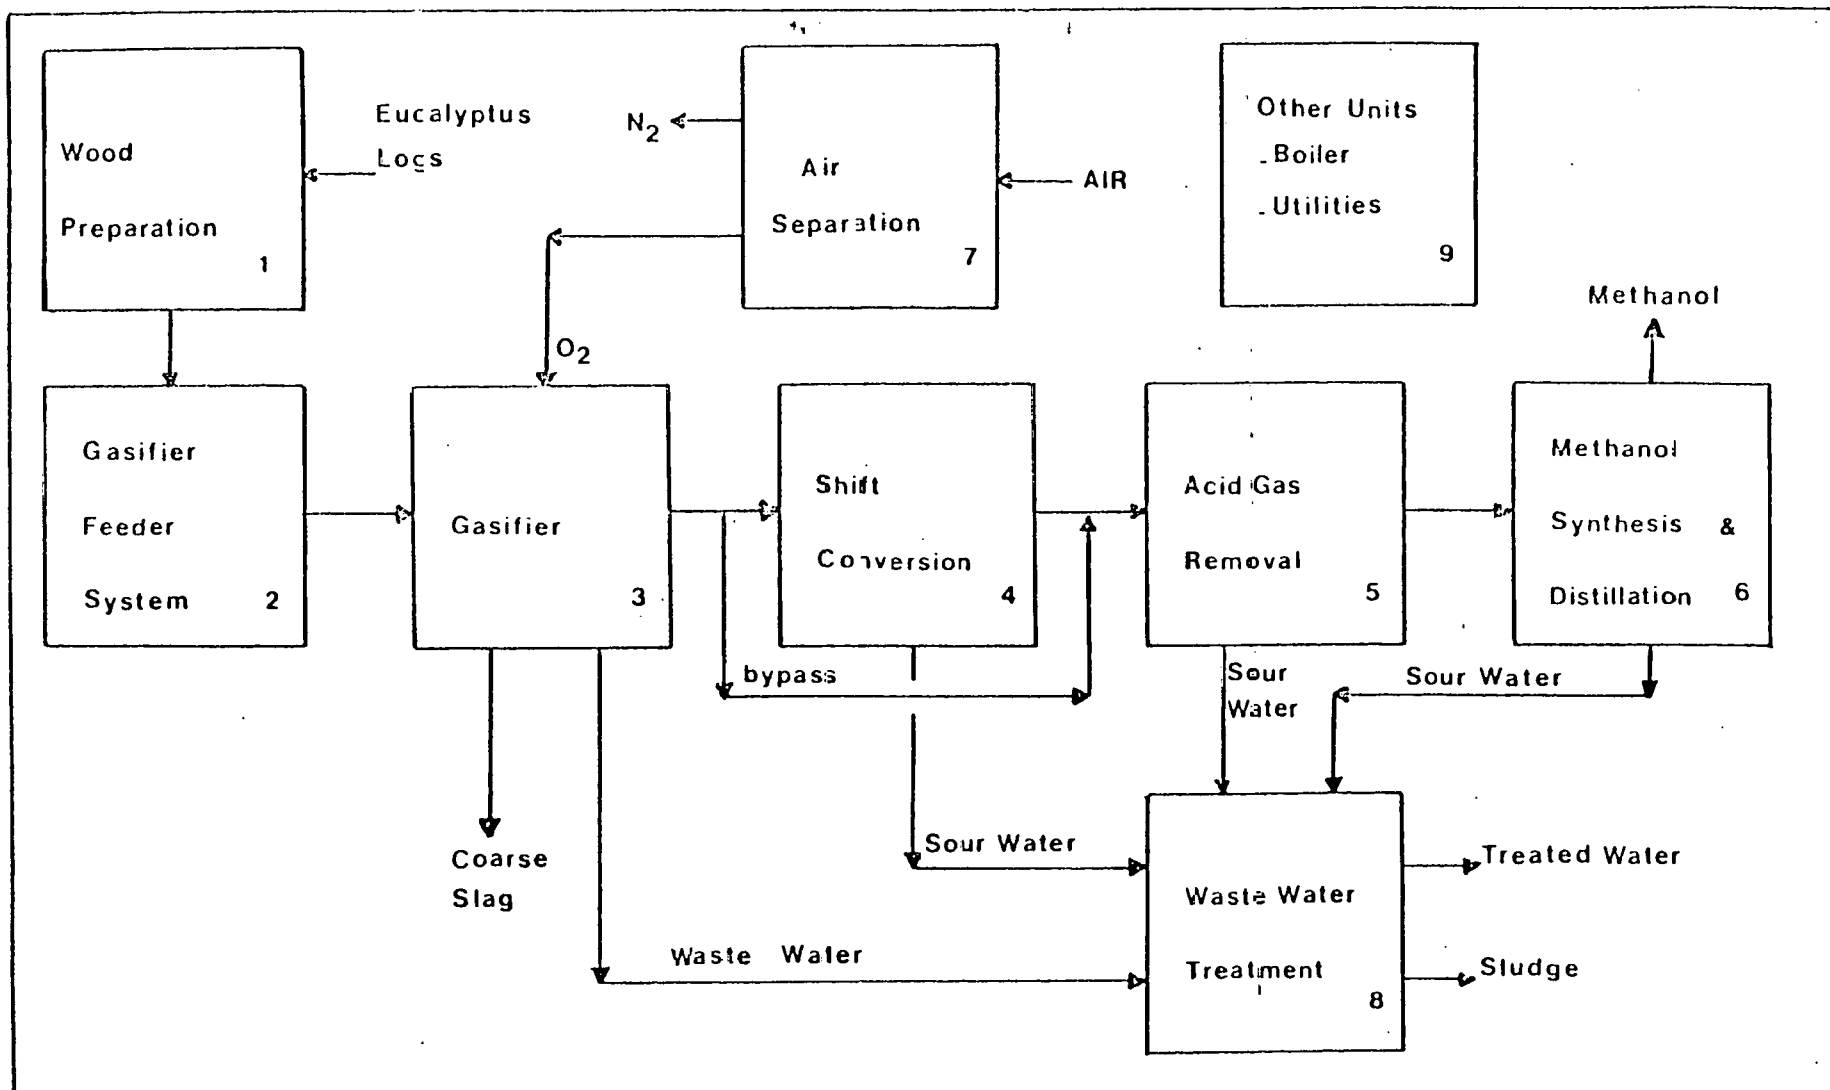 Wood
Preparation
1
Eucalyptus
Logs
N2
Air
Separation
7
AIR
Other Units
- Boiler
- Utilities
9
O2
Methanol
Gasifier
Feeder
System 2
Gasifier
3
Shift
Conversion
4
Acid Gas
Removal
5
Methanol
Synthesis &
Distillation 6
bypass
Sour
Water
Sour Water
Coarse
Slag
Sour Water
Waste Water
Waste Water
Treatment
8
Treated Water
Sludge